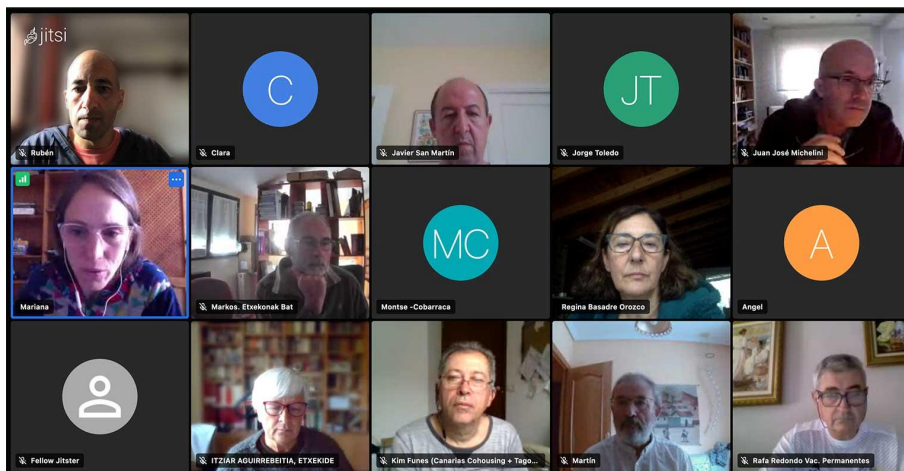 jitsi
Rubén
C
Clara
Javier San Martín
JT
Jorge Toledo
Juan José Michelini
Mariana
Markos. Etxekonak Bat
MC
Montse -Cobarraca
Regina Basadre Orozco
A
Angel
Fellow Jitster
ITZIAR AGUIRREBEITIA, ETXEKIDE
Kim Funes (Canarias Cohousing + Tago...
Martín
Rafa Redondo Vac. Permanentes